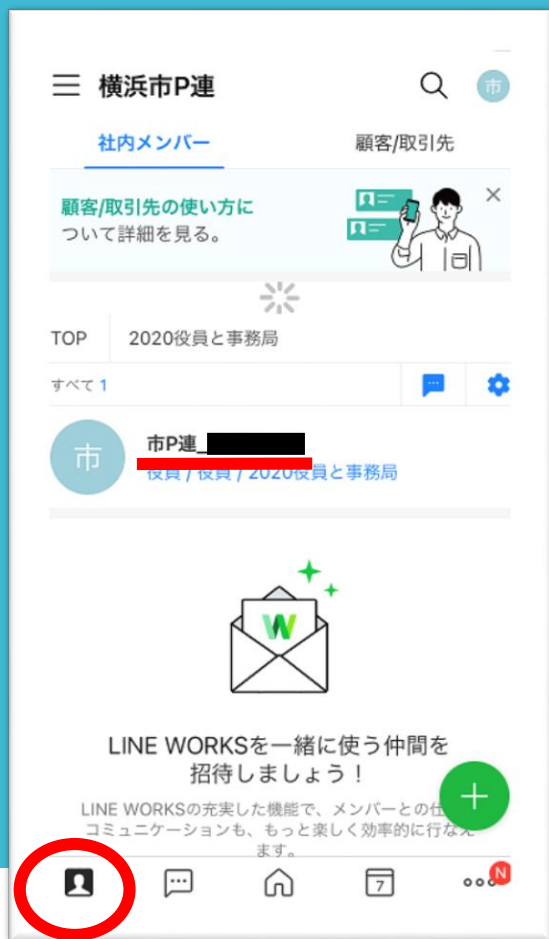 横浜市P連
市
社内メンバー
顧客/取引先
顧客/取引先の使い方に
ついて詳細を見る。
TOP
2020役員と事務局
すべて 1
市
市P連_
役員 / 役員 / 2020役員と事務局
W
LINE WORKSを一緒に使う仲間を
招待しましょう！
LINE WORKSの充実した機能で、メンバーとの仕
コミュニケーションも、もっと楽しく効率的に行なえ
ます。
7
N